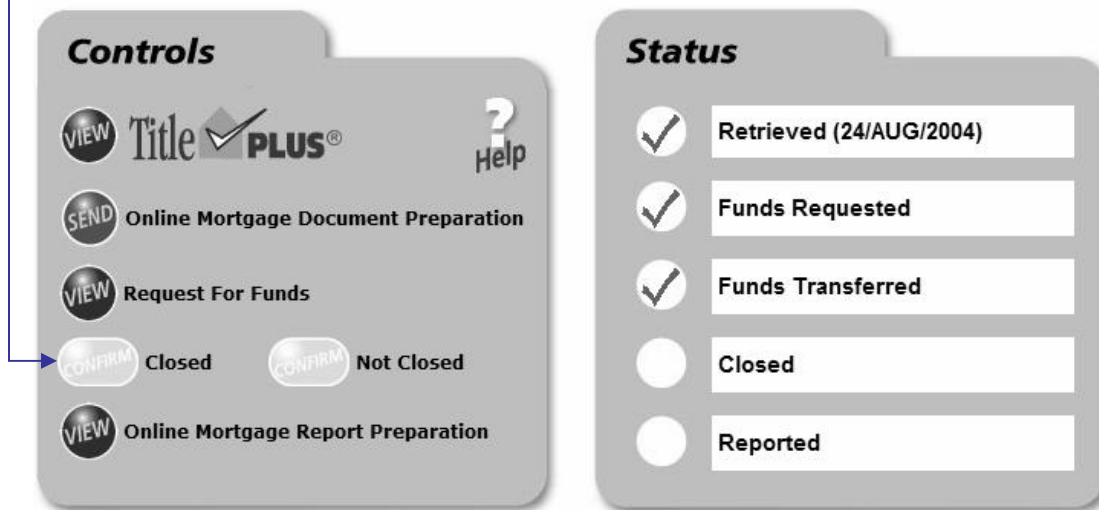 Controls
VIEW Title PLUS®
? Help
SEND Online Mortgage Document Preparation
VIEW Request For Funds
CONFIRM Closed CONFIRM Not Closed
VIEW Online Mortgage Report Preparation
Status
Retrieved (24/AUG/2004)
Funds Requested
Funds Transferred
Closed
Reported